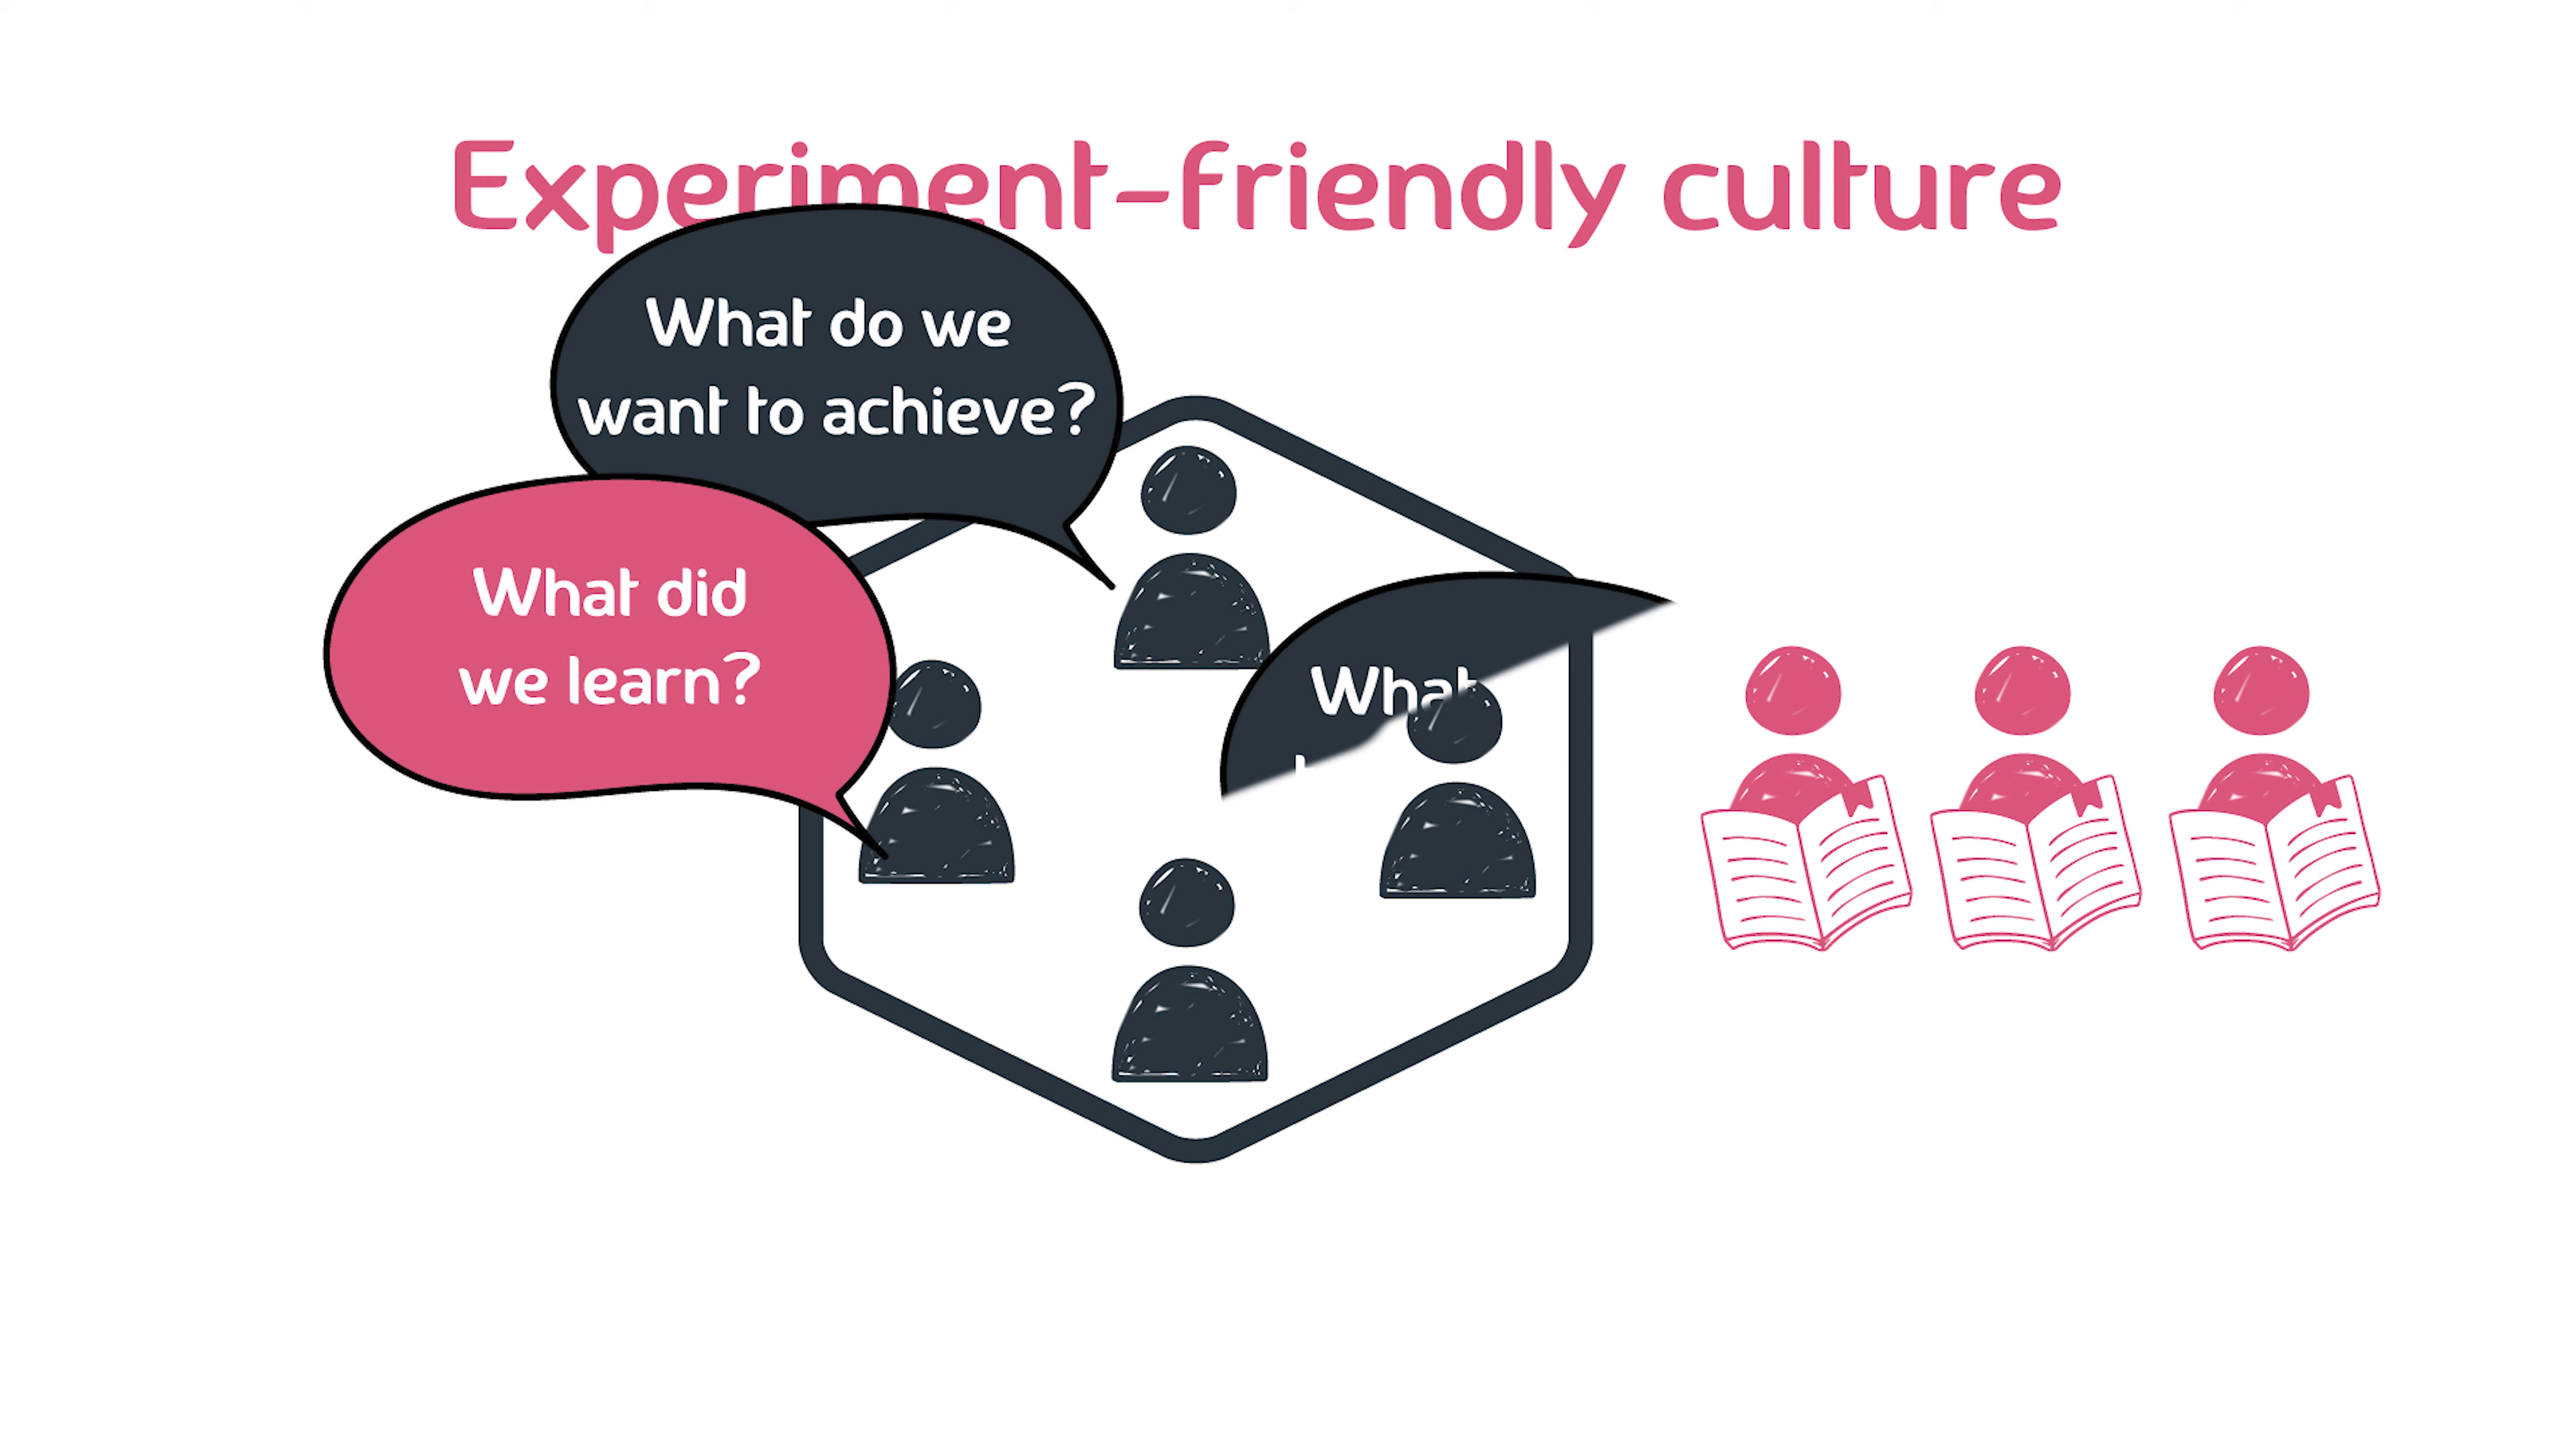 Experiment-friendly culture
What do we
want to achieve?
What did
we learn?
What